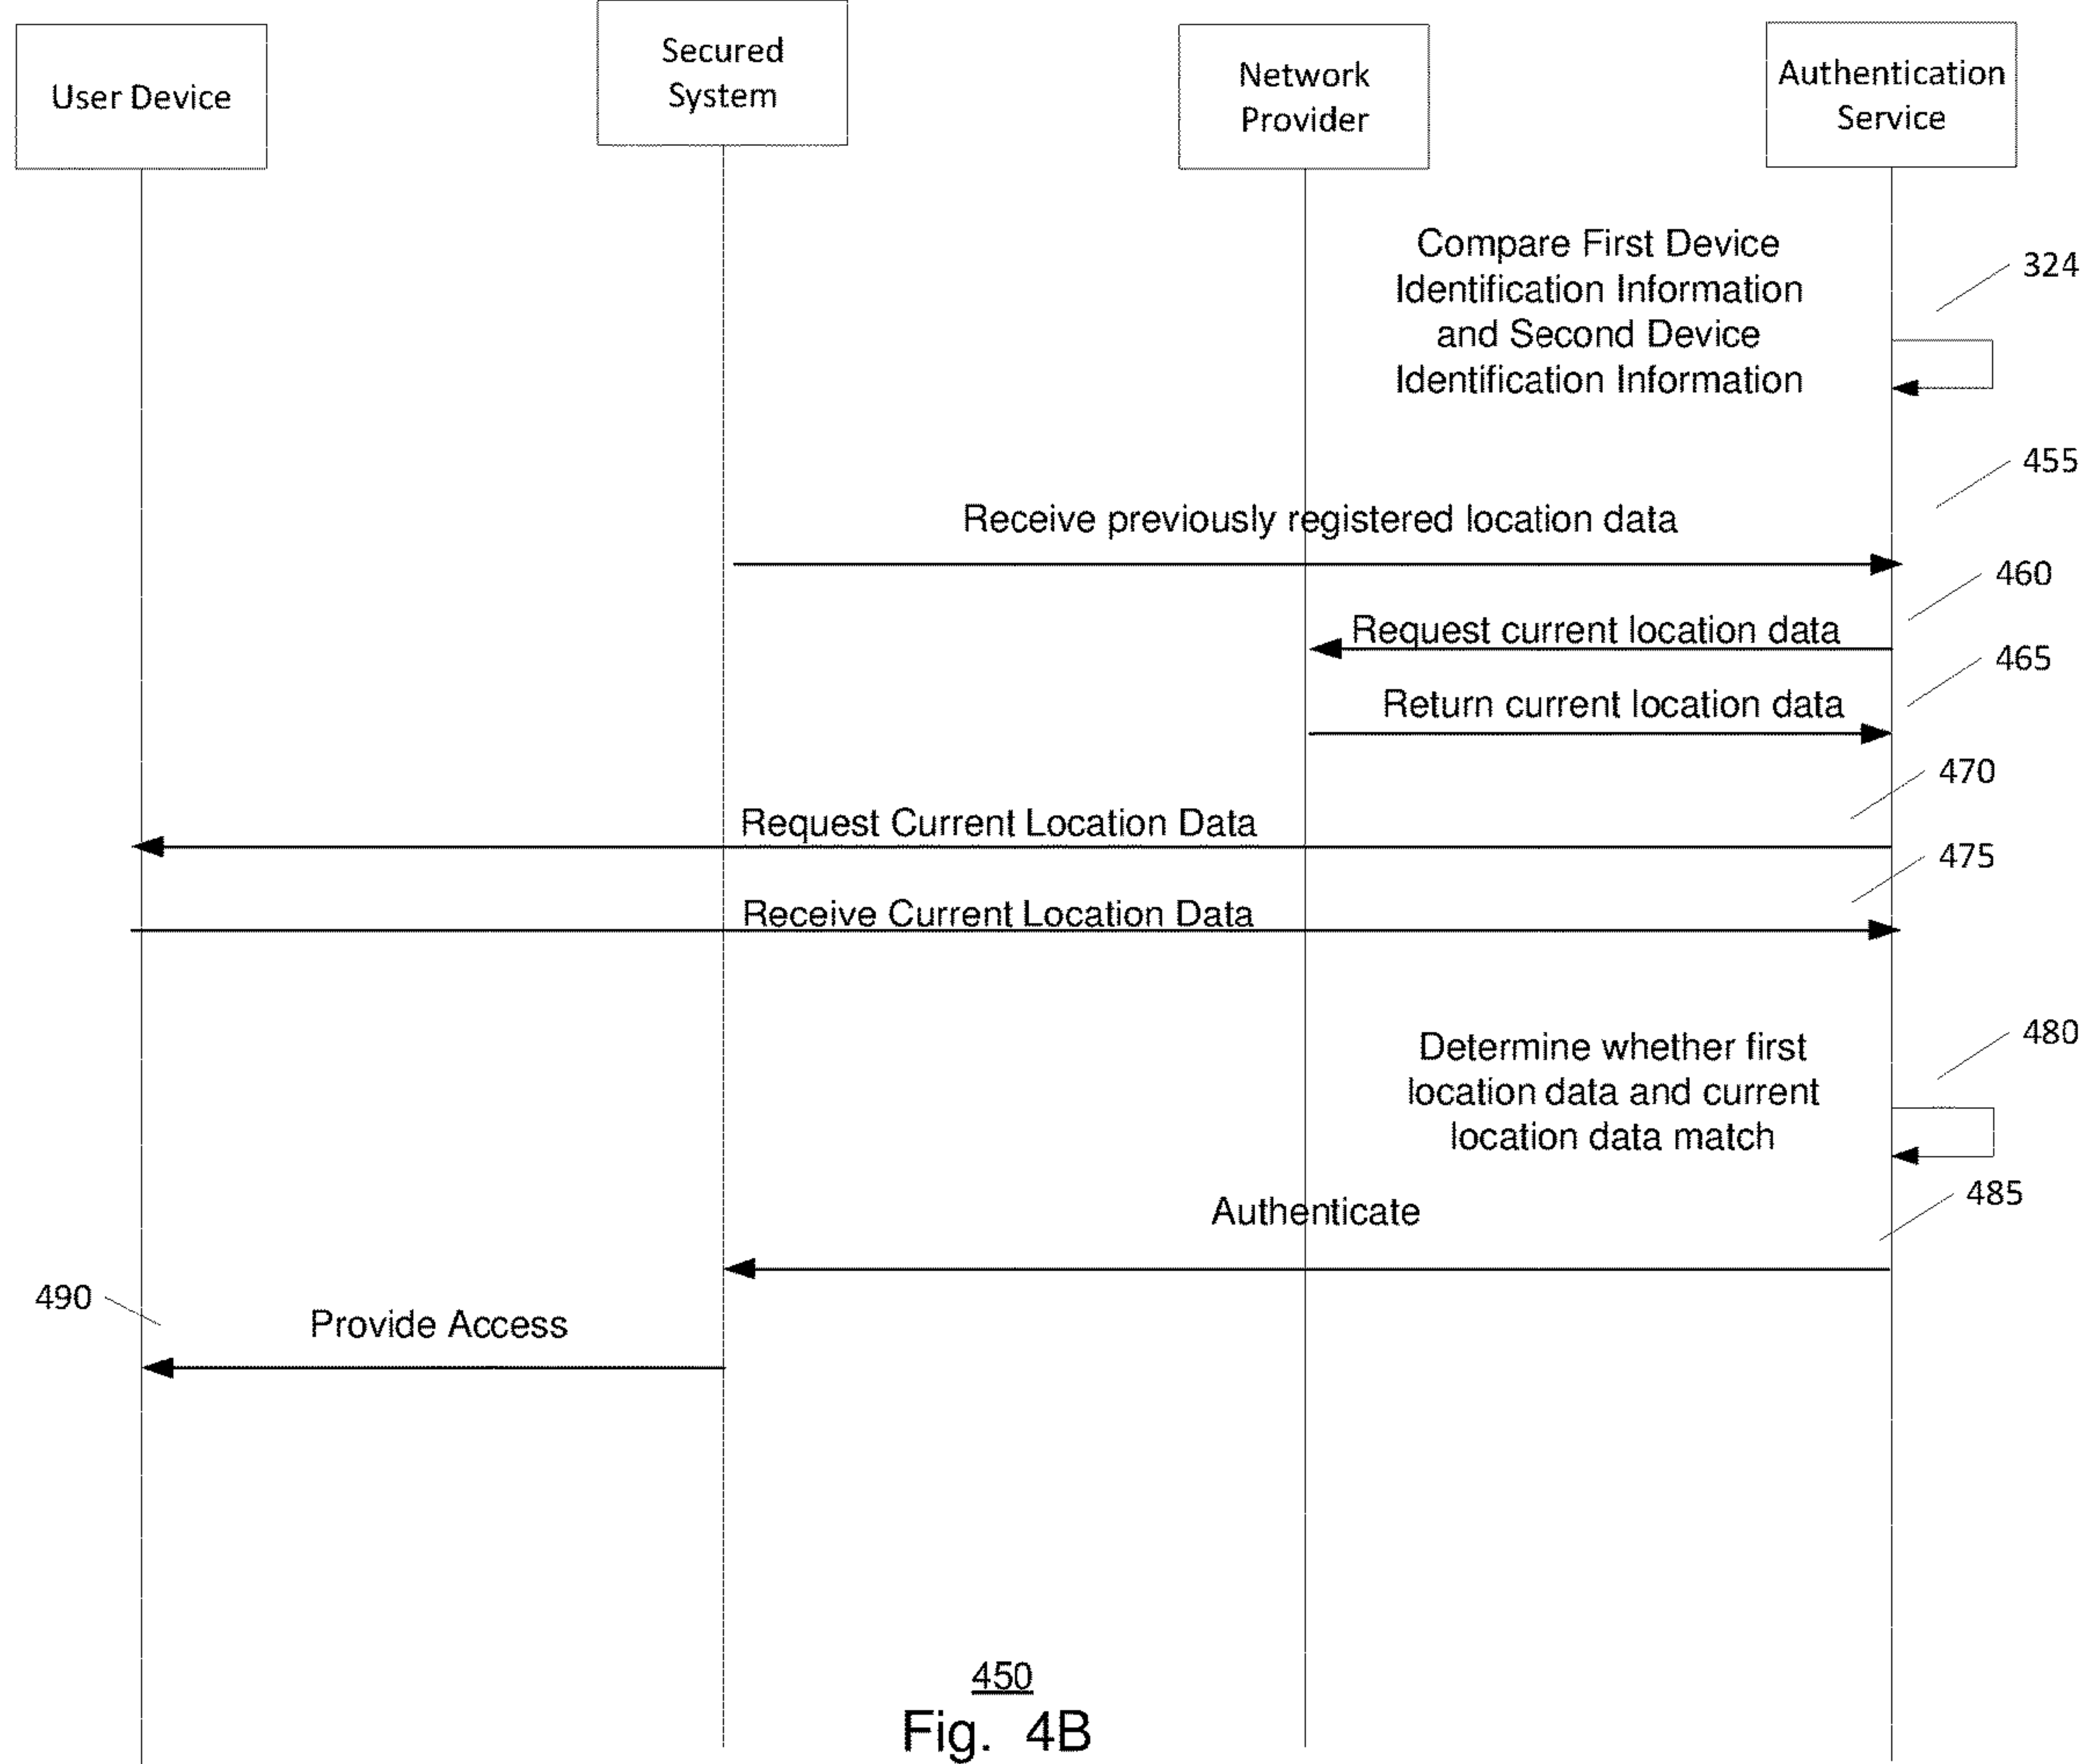 User Device
Secured
System
Network
Provider
Authentication
Service
Compare First Device
Identification Information
and Second Device
Identification Information
324
455
Receive previously registered location data
460
Request current location data
465
Return current location data
470
Request Current Location Data
475
Receive Current Location Data
480
Determine whether first
location data and current
location data match
485
Authenticate
490
Provide Access
450
Fig. 4B